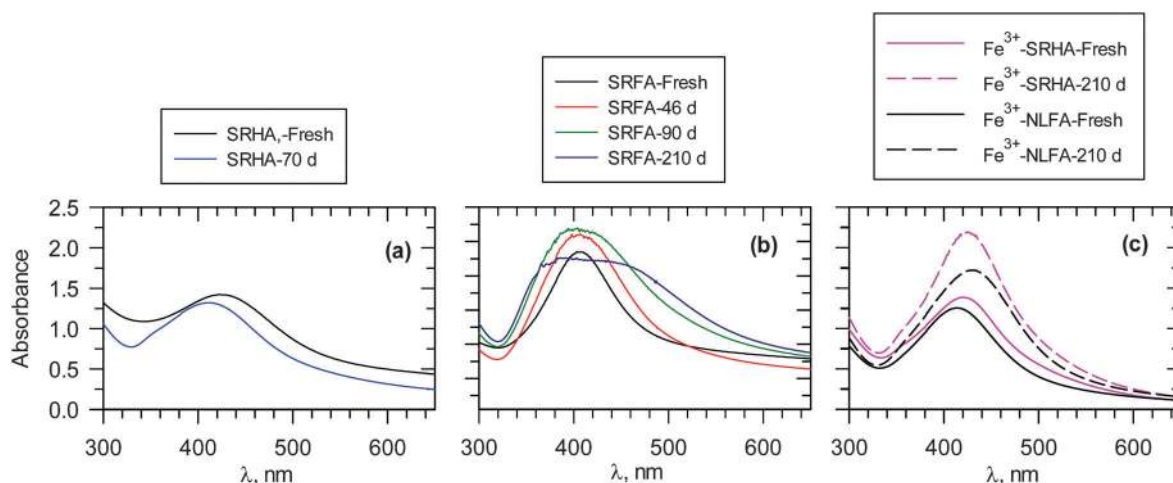 SRHA,-Fresh
SRHA-70 d
SRFA-Fresh
SRFA-46 d
SRFA-90 d
SRFA-210 d
Fe³⁺-SRHA-Fresh
Fe³⁺-SRHA-210 d
Fe³⁺-NLFA-Fresh
Fe³⁺-NLFA-210 d
Absorbance
2.5
2.0
1.5
1.0
0.5
0.0
(a)
300 400 500 600
λ, nm
(b)
300 400 500 600
λ, nm
(c)
300 400 500 600
λ, nm